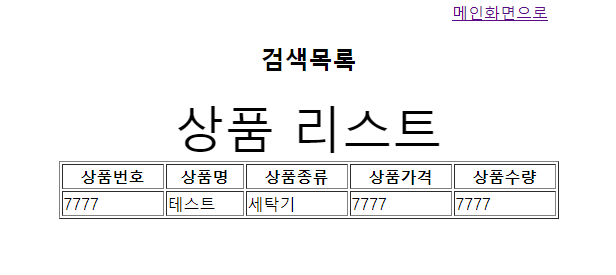 메인화면으로
검색목록
상품 리스트
상품번호 상품명 상품종류 상품가격 상품수량
7777 테스트 세탁기 7777 7777